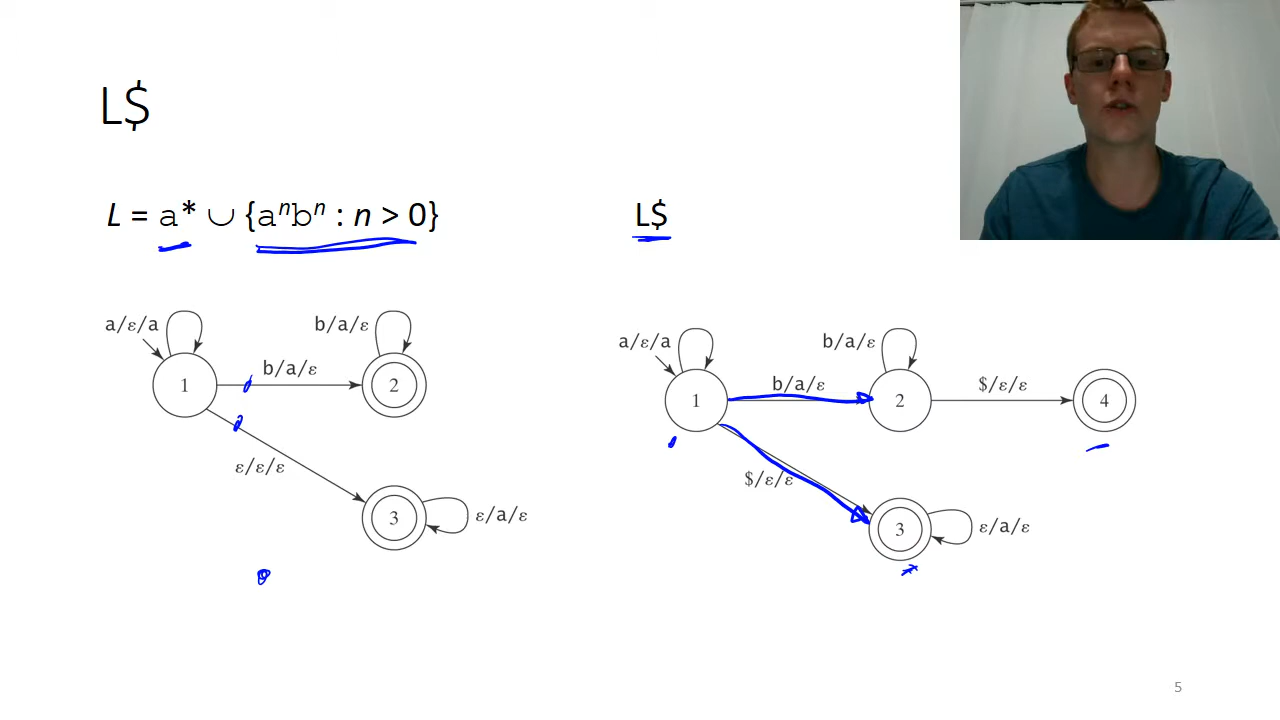 L$
L = a* ∪ {aⁿbⁿ : n > 0}
L$
a/ε/a
b/a/ε
b/a/ε
1
2
ε/ε/ε
3
ε/a/ε
a/ε/a
b/a/ε
b/a/ε
$/ε/ε
1
2
4
$/ε/ε
3
ε/a/ε
5